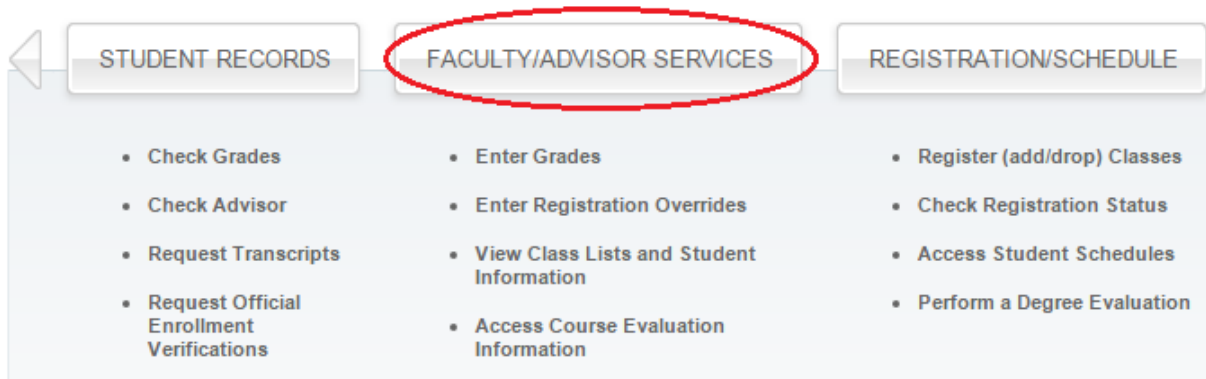 STUDENT RECORDS
FACULTY/ADVISOR SERVICES
REGISTRATION/SCHEDULE
• Check Grades
• Check Advisor
• Request Transcripts
• Request Official
Enrollment
Verifications
• Enter Grades
• Enter Registration Overrides
• View Class Lists and Student
Information
• Access Course Evaluation
Information
• Register (add/drop) Classes
• Check Registration Status
• Access Student Schedules
• Perform a Degree Evaluation